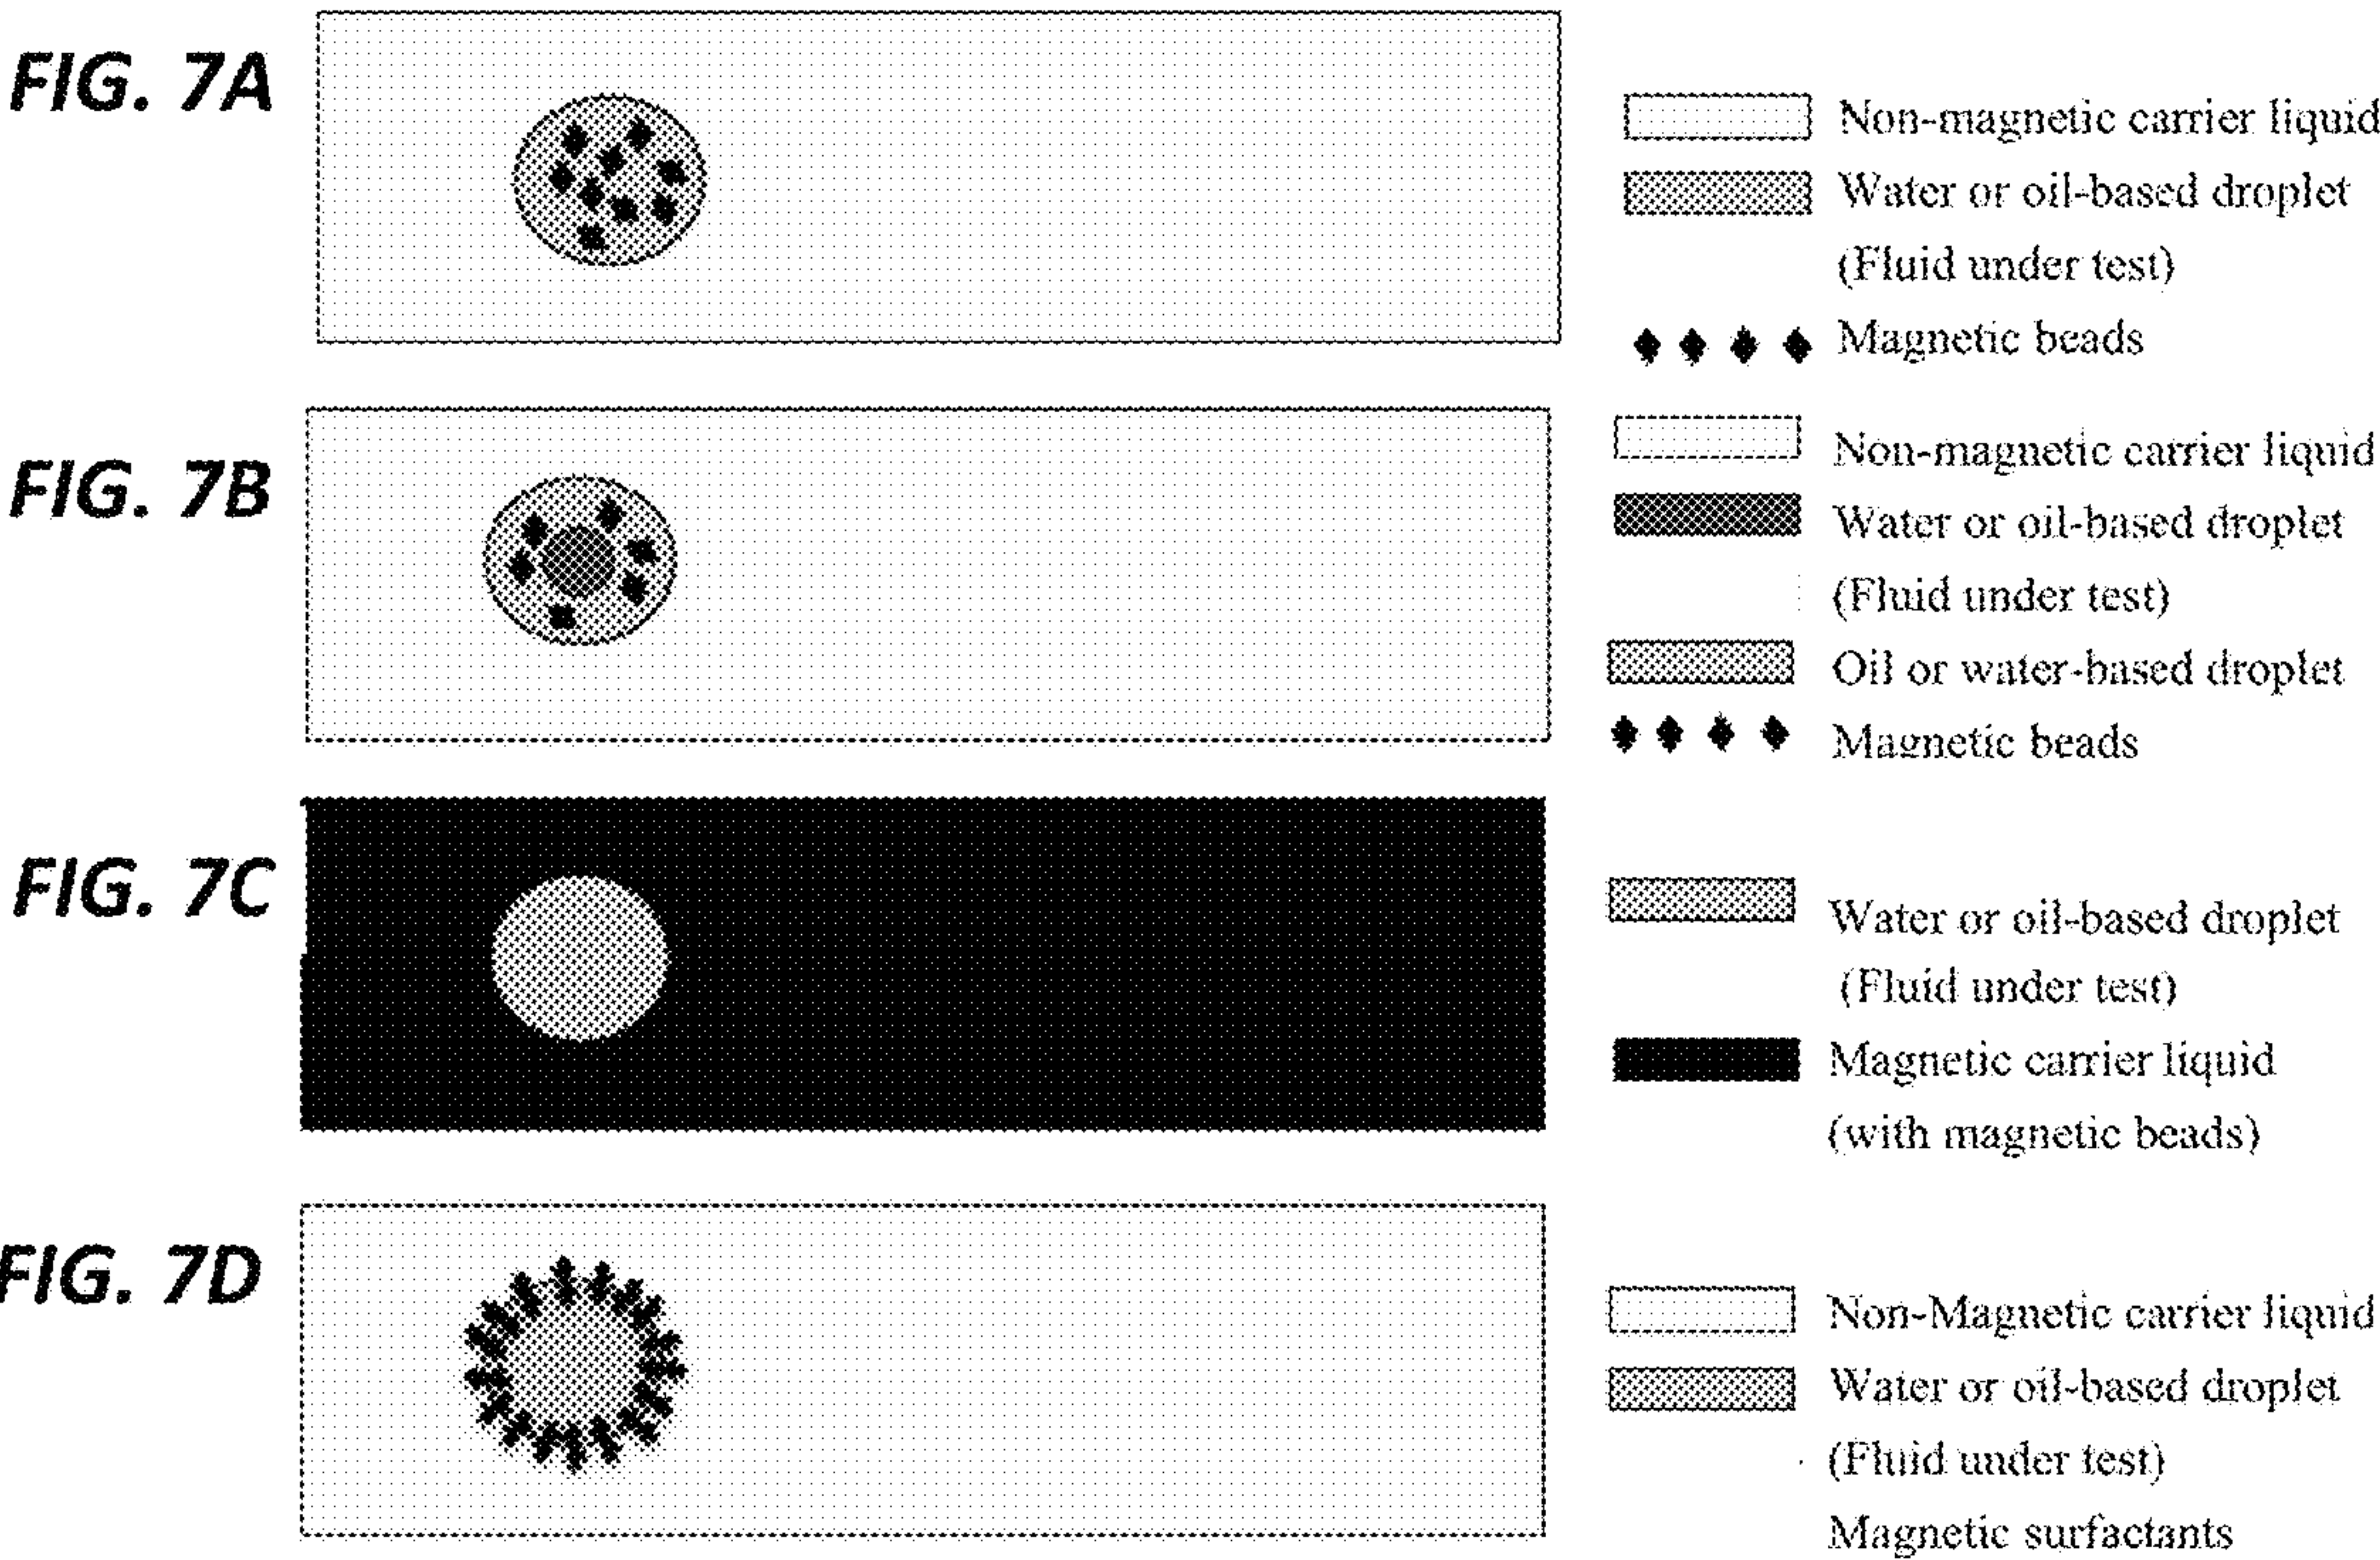 FIG. 7A
Non-magnetic carrier liquid
Water or oil-based droplet
(Fluid under test)
Magnetic beads
FIG. 7B
Non-magnetic carrier liquid
Water or oil-based droplet
(Fluid under test)
Oil or water-based droplet
Magnetic beads
FIG. 7C
Water or oil-based droplet
(Fluid under test)
Magnetic carrier liquid
(with magnetic beads)
FIG. 7D
Non-Magnetic carrier liquid
Water or oil-based droplet
(Fluid under test)
Magnetic surfactants